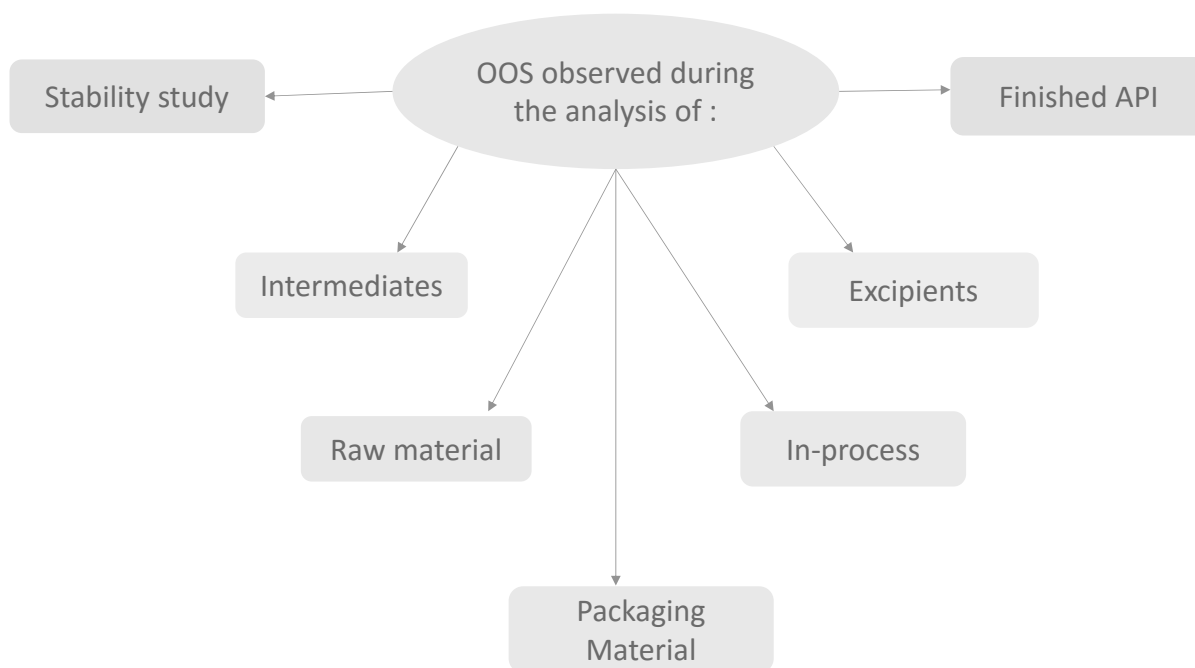 OOS observed during
the analysis of :
Stability study
Finished API
Intermediates
Excipients
Raw material
In-process
Packaging
Material